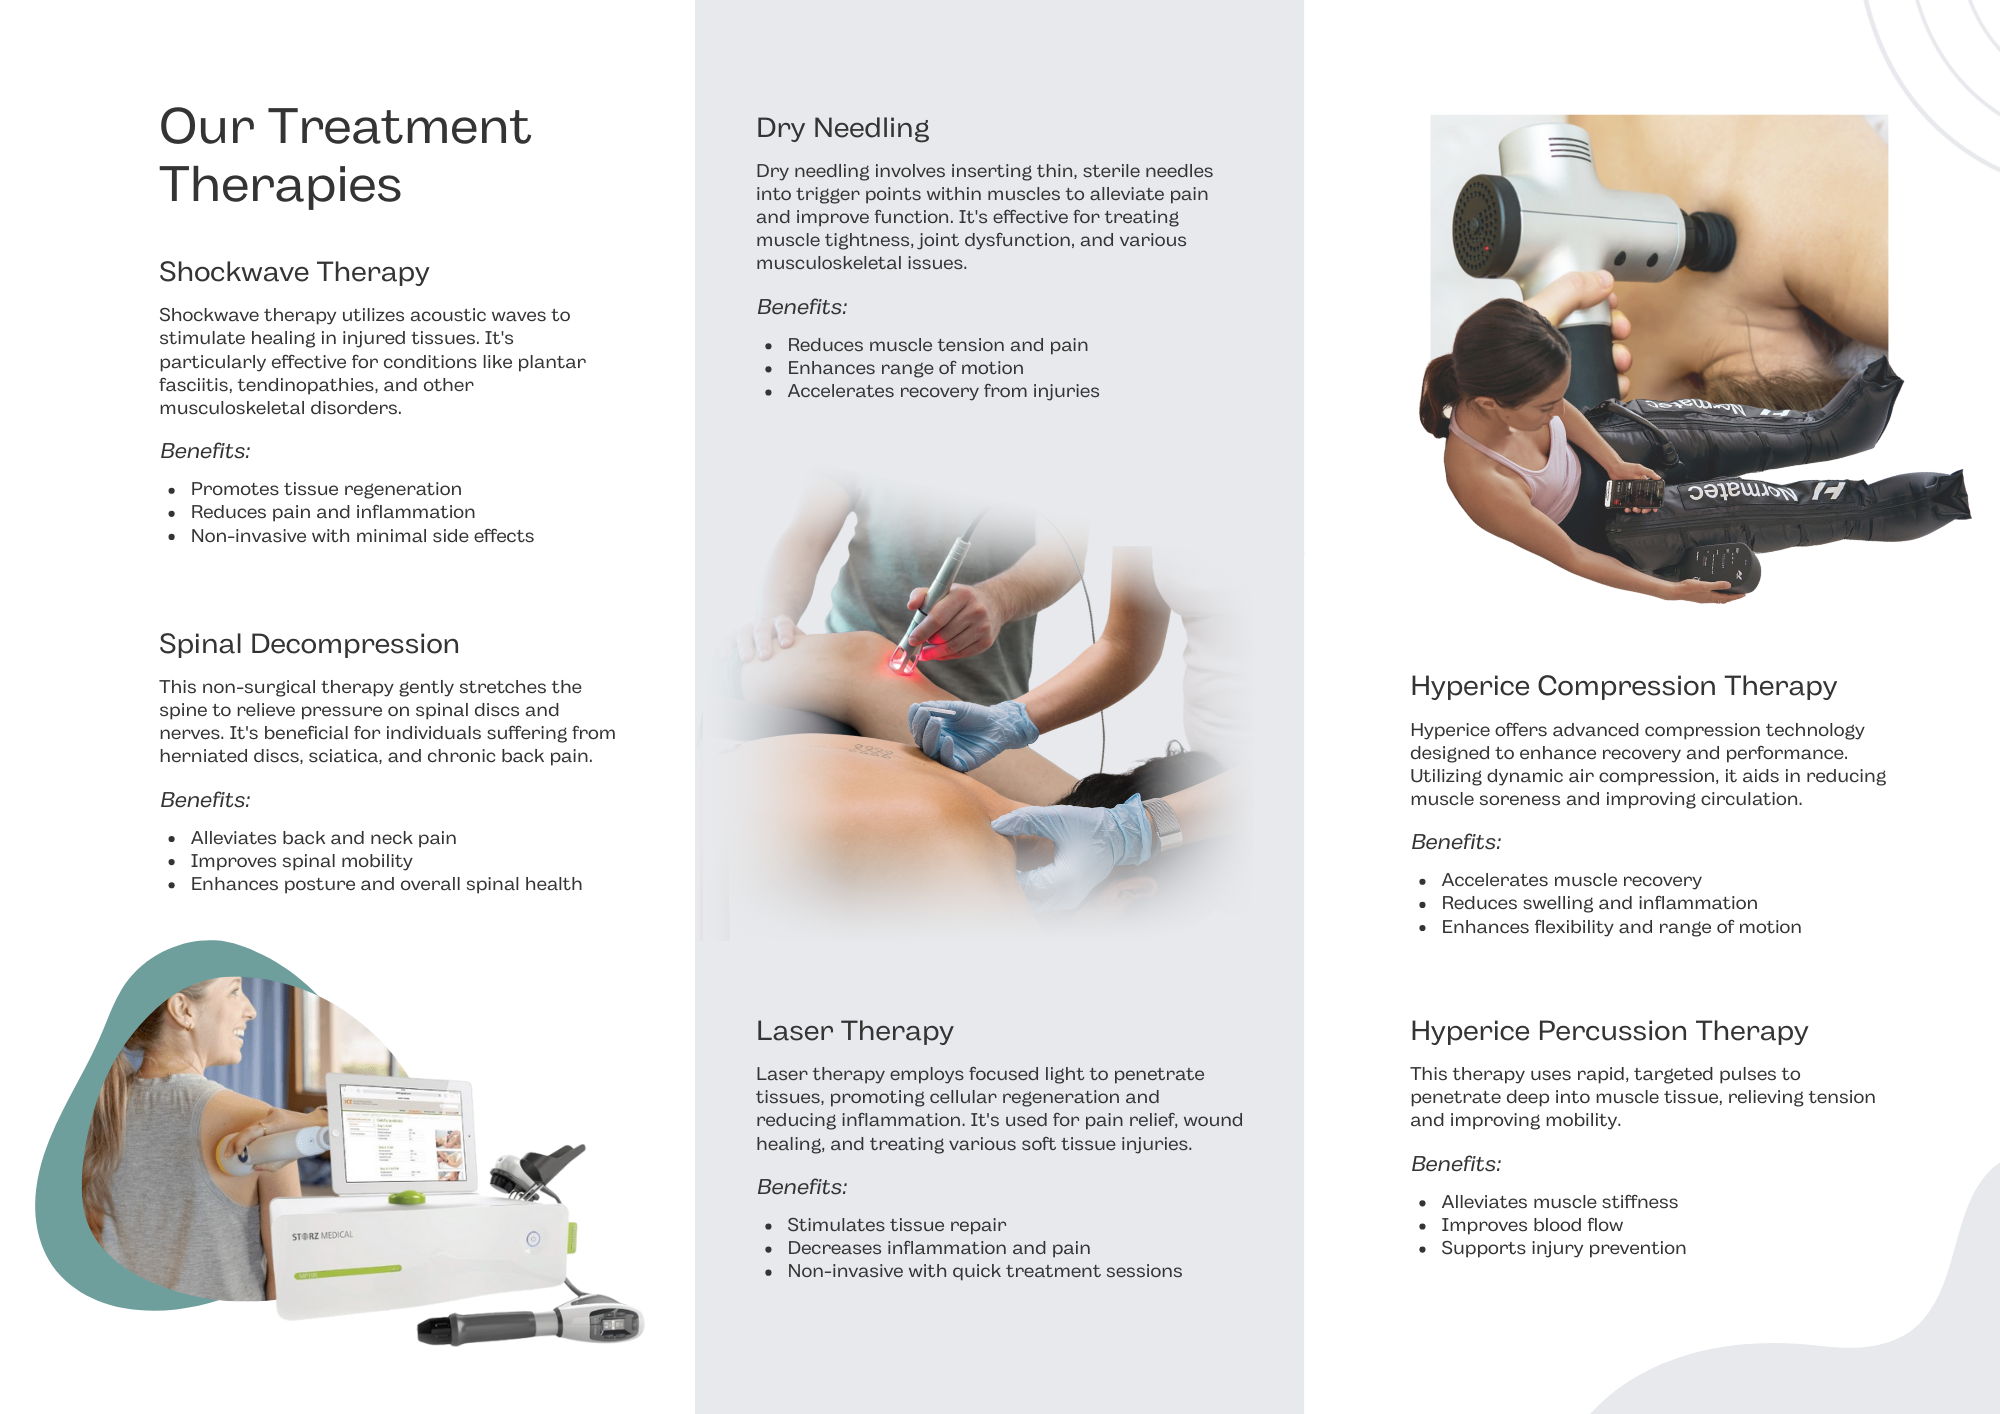 Our Treatment
Therapies
Shockwave Therapy
Shockwave therapy utilizes acoustic waves to
stimulate healing in injured tissues. It's
particularly effective for conditions like plantar
fasciitis, tendinopathies, and other
musculoskeletal disorders.
Benefits:
• Promotes tissue regeneration
• Reduces pain and inflammation
• Non-invasive with minimal side effects
Spinal Decompression
This non-surgical therapy gently stretches the
spine to relieve pressure on spinal discs and
nerves. It's beneficial for individuals suffering from
herniated discs, sciatica, and chronic back pain.
Benefits:
• Alleviates back and neck pain
• Improves spinal mobility
• Enhances posture and overall spinal health
STORZ MEDICAL
Dry Needling
Dry needling involves inserting thin, sterile needles
into trigger points within muscles to alleviate pain
and improve function. It's effective for treating
muscle tightness, joint dysfunction, and various
musculoskeletal issues.
Benefits:
• Reduces muscle tension and pain
• Enhances range of motion
• Accelerates recovery from injuries
Laser Therapy
Laser therapy employs focused light to penetrate
tissues, promoting cellular regeneration and
reducing inflammation. It's used for pain relief, wound
healing, and treating various soft tissue injuries.
Benefits:
• Stimulates tissue repair
• Decreases inflammation and pain
• Non-invasive with quick treatment sessions
Normatec
Normatec
Hyperice Compression Therapy
Hyperice offers advanced compression technology
designed to enhance recovery and performance.
Utilizing dynamic air compression, it aids in reducing
muscle soreness and improving circulation.
Benefits:
• Accelerates muscle recovery
• Reduces swelling and inflammation
• Enhances flexibility and range of motion
Hyperice Percussion Therapy
This therapy uses rapid, targeted pulses to
penetrate deep into muscle tissue, relieving tension
and improving mobility.
Benefits:
• Alleviates muscle stiffness
• Improves blood flow
• Supports injury prevention